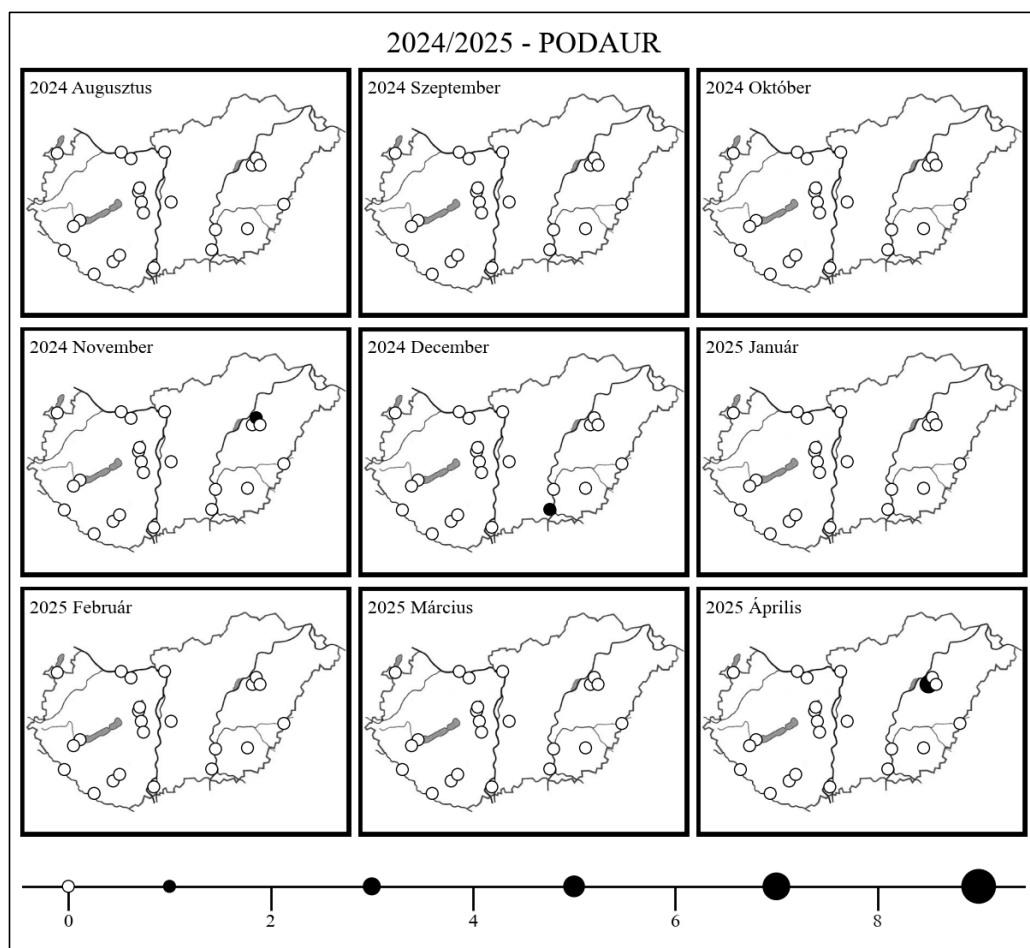 2024/2025 - PODAUR
2024 Augusztus
2024 Szeptember
2024 Október
2024 November
2024 December
2025 Január
2025 Február
2025 Március
2025 Április
0 2 4 6 8